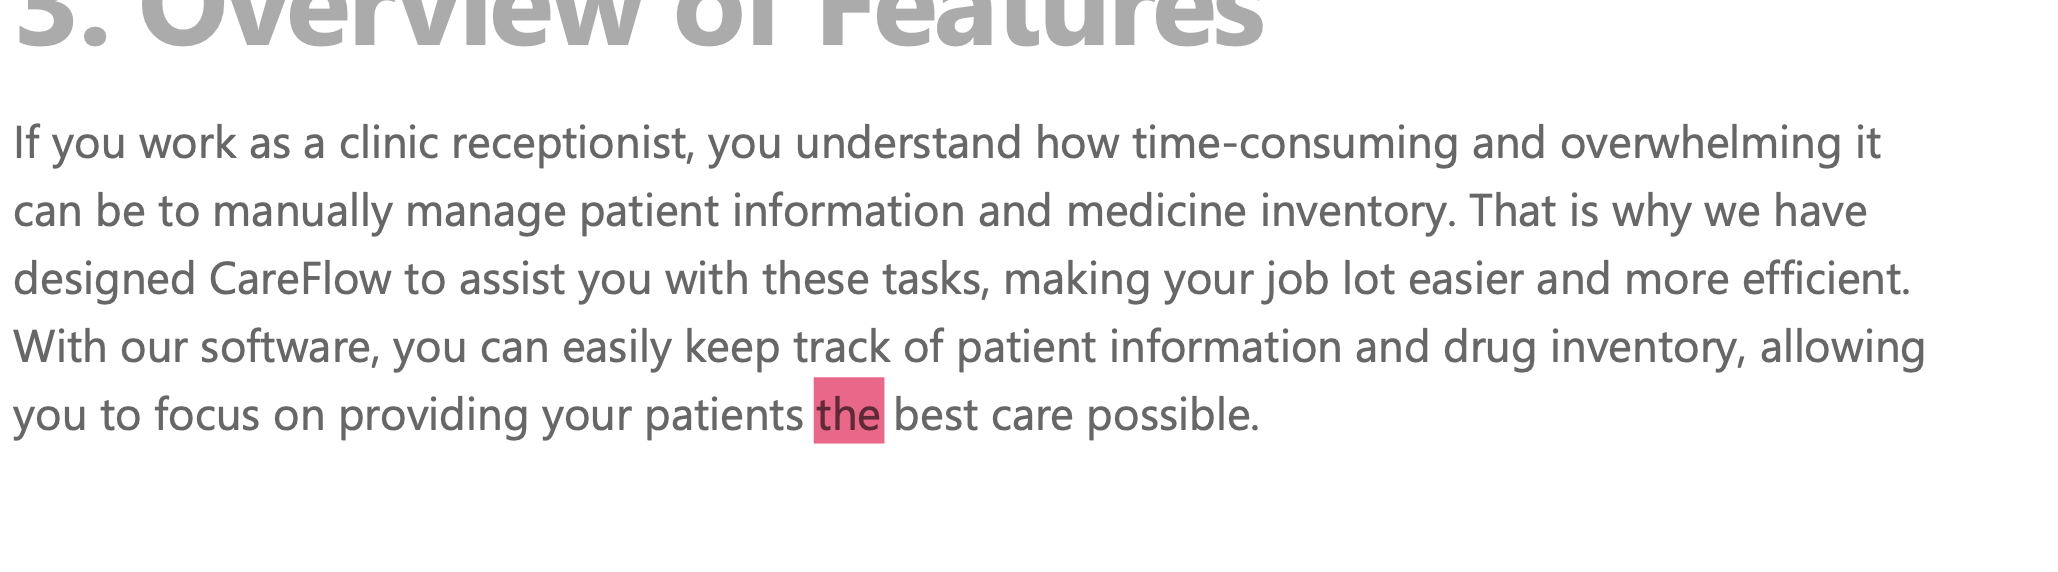 3. Overview of Features
If you work as a clinic receptionist, you understand how time-consuming and overwhelming it
can be to manually manage patient information and medicine inventory. That is why we have
designed CareFlow to assist you with these tasks, making your job lot easier and more efficient.
With our software, you can easily keep track of patient information and drug inventory, allowing
you to focus on providing your patients the best care possible.